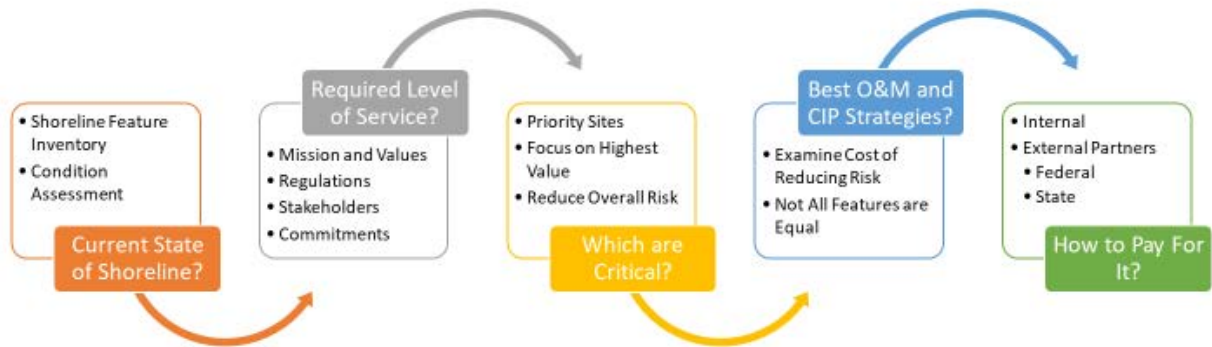 • Shoreline Feature
Inventory
• Condition
Assessment
Current State
of Shoreline?
Required Level
of Service?
• Mission and Values
• Regulations
• Stakeholders
• Commitments
• Priority Sites
• Focus on Highest
Value
• Reduce Overall Risk
Which are
Critical?
Best O&M and
CIP Strategies?
• Examine Cost of
Reducing Risk
• Not All Features are
Equal
• Internal
• External Partners
• Federal
• State
How to Pay For
It?